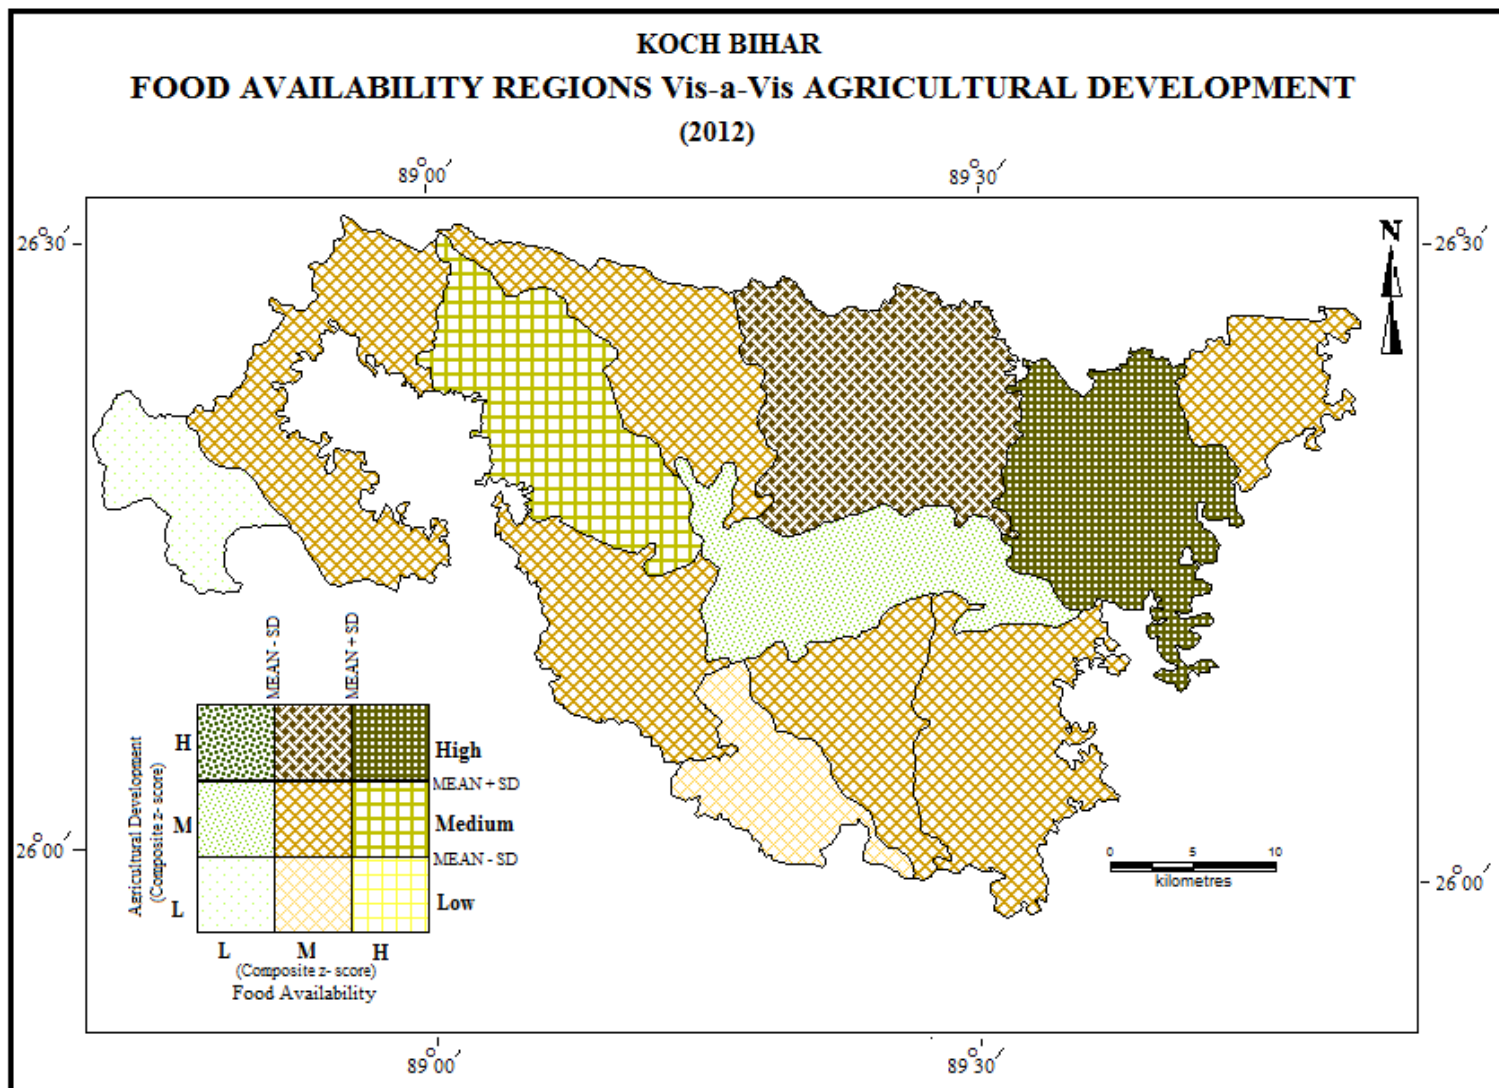 KOCH BIHAR
FOOD AVAILABILITY REGIONS Vis-a-Vis AGRICULTURAL DEVELOPMENT
(2012)
89°00′ 89°30′
26°30′ 26°30′
N
MEAN - SD
MEAN + SD
H
High
MEAN + SD
M
Medium
MEAN - SD
L
Low
Agricultural Development
(Composite z- score)
L M H
(Composite z- score)
Food Availability
0 5 10
kilometres
26°00′ 26°00′
89°00′ 89°30′